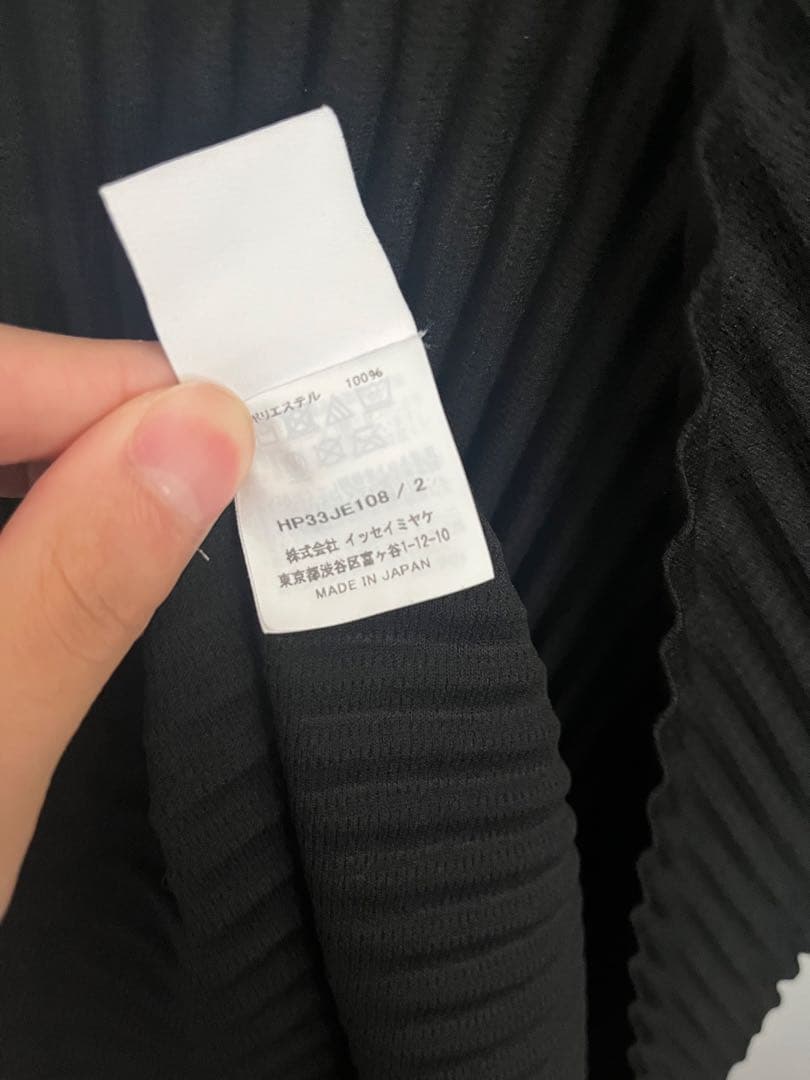 ポリエステル 100%
HP33JE108 / 2
株式会社 イッセイミヤケ
東京都渋谷区富ヶ谷1-12-10
MADE IN JAPAN